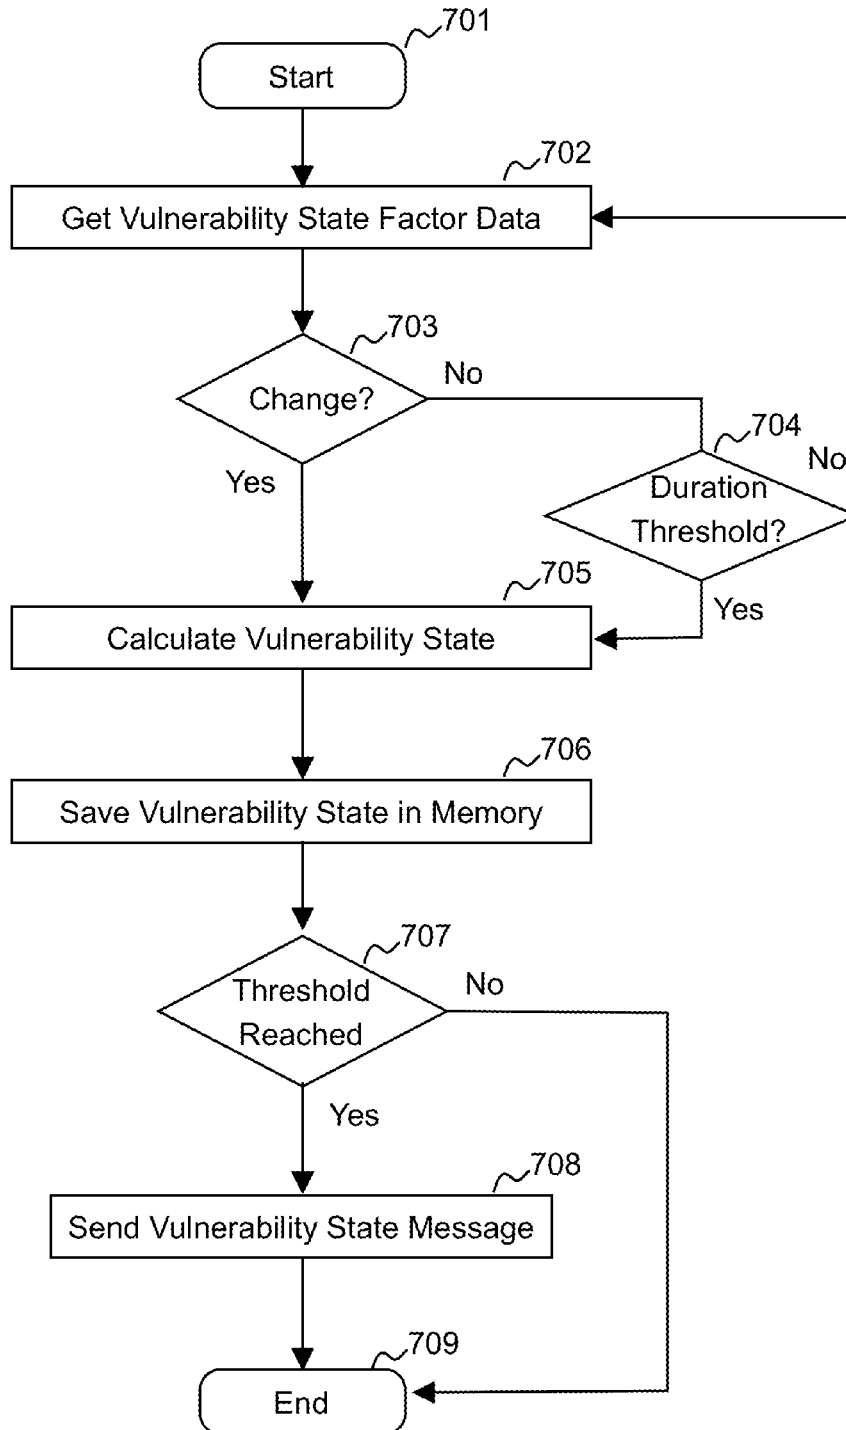 701
Start
702
Get Vulnerability State Factor Data
703
Change?
No
Yes
704
No
Duration
Threshold?
Yes
705
Calculate Vulnerability State
706
Save Vulnerability State in Memory
707
Threshold
Reached
No
Yes
708
Send Vulnerability State Message
709
End